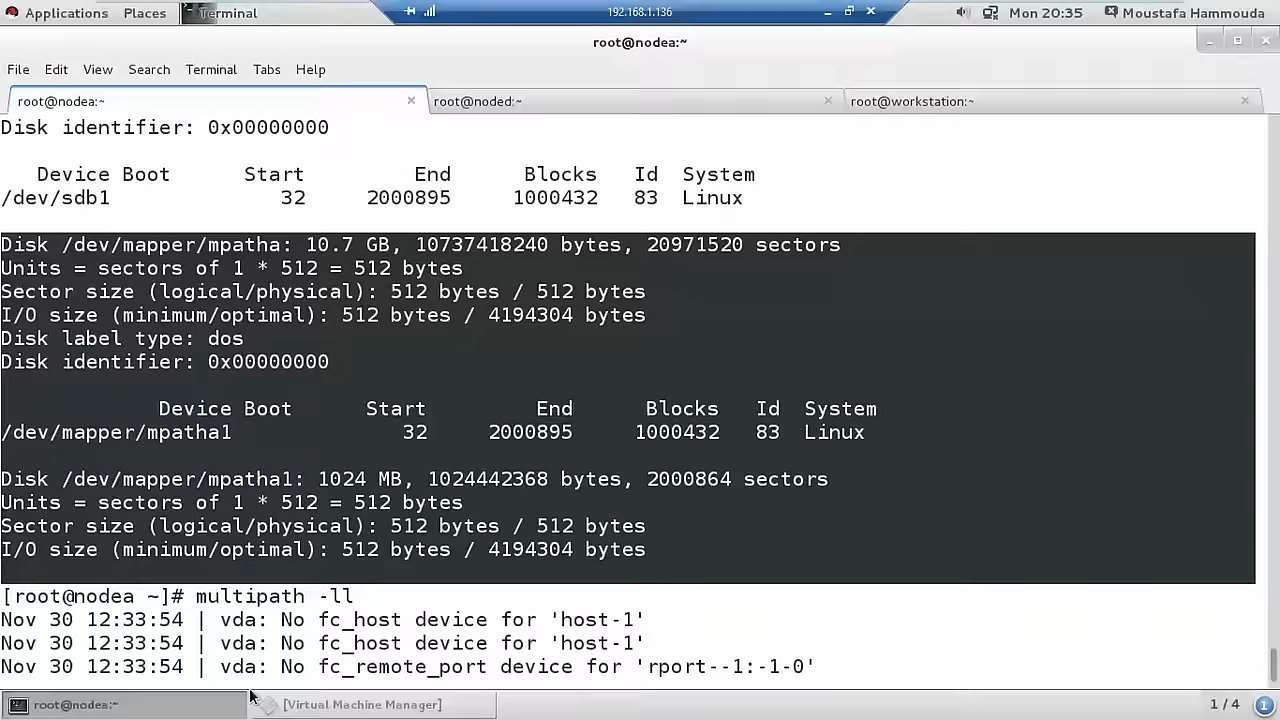 Applications Places Terminal 192.168.1.136 Mon 20:35 Moustafa Hammouda
root@nodea:~
File Edit View Search Terminal Tabs Help
root@nodea:~ root@noded:~ root@workstation:~
Disk identifier: 0x00000000
Device Boot Start End Blocks Id System
/dev/sdb1 32 2000895 1000432 83 Linux
Disk /dev/mapper/mpatha: 10.7 GB, 10737418240 bytes, 20971520 sectors
Units = sectors of 1 * 512 = 512 bytes
Sector size (logical/physical): 512 bytes / 512 bytes
I/O size (minimum/optimal): 512 bytes / 4194304 bytes
Disk label type: dos
Disk identifier: 0x00000000
Device Boot Start End Blocks Id System
/dev/mapper/mpatha1 32 2000895 1000432 83 Linux
Disk /dev/mapper/mpatha1: 1024 MB, 1024442368 bytes, 2000864 sectors
Units = sectors of 1 * 512 = 512 bytes
Sector size (logical/physical): 512 bytes / 512 bytes
I/O size (minimum/optimal): 512 bytes / 4194304 bytes
[root@nodea ~]# multipath -ll
Nov 30 12:33:54 | vda: No fc_host device for 'host-1'
Nov 30 12:33:54 | vda: No fc_host device for 'host-1'
Nov 30 12:33:54 | vda: No fc_remote_port device for 'rport--1:-1-0'
root@nodea:~ [Virtual Machine Manager] 1 / 4 1